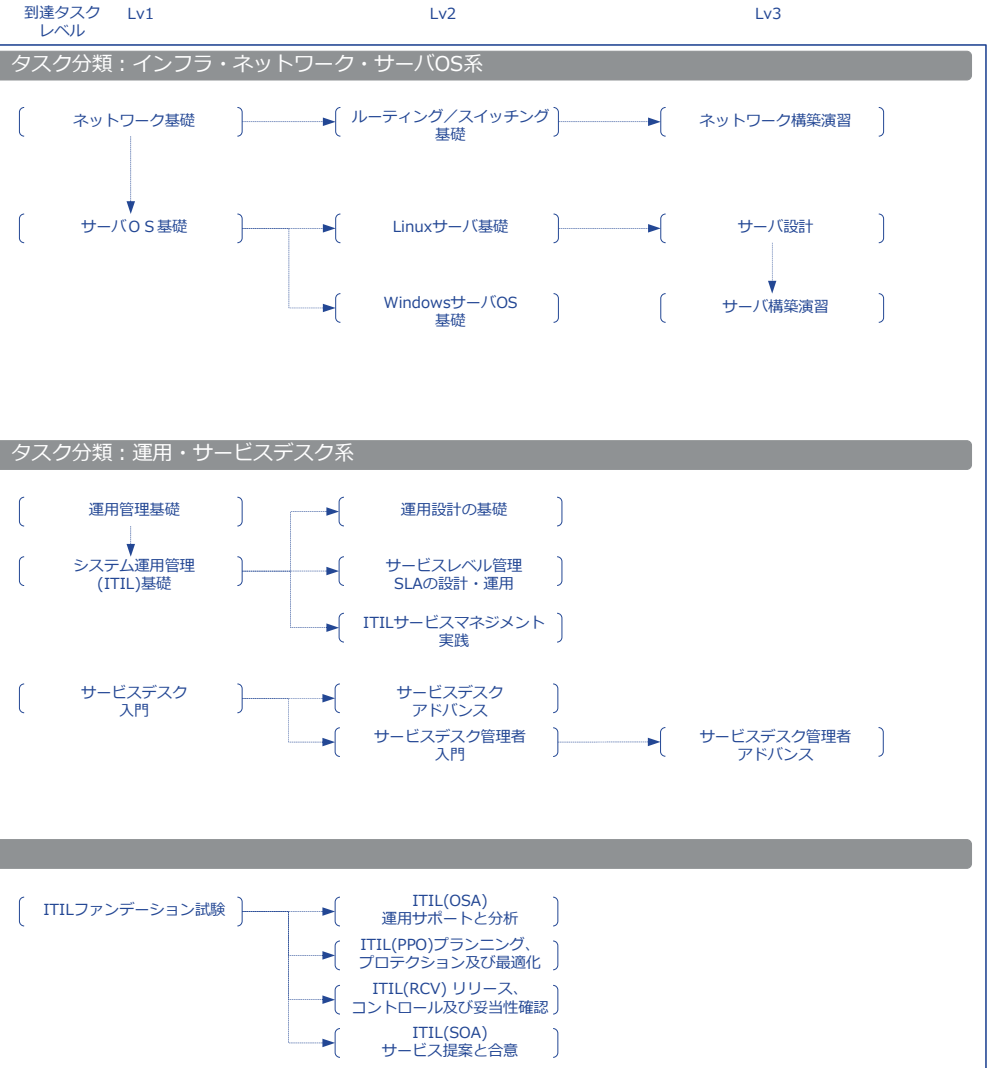 到達タスク
レベル
Lv1
Lv2
Lv3
タスク分類：インフラ・ネットワーク・サーバOS系
ネットワーク基礎
ルーティング／スイッチング
基礎
ネットワーク構築演習
サーバＯＳ基礎
Linuxサーバ基礎
サーバ設計
WindowsサーバOS
基礎
サーバ構築演習
タスク分類：運用・サービスデスク系
運用管理基礎
運用設計の基礎
システム運用管理
(ITIL)基礎
サービスレベル管理
SLAの設計・運用
ITILサービスマネジメント
実践
サービスデスク
入門
サービスデスク
アドバンス
サービスデスク管理者
入門
サービスデスク管理者
アドバンス
ITILファンデーション試験
ITIL(OSA)
運用サポートと分析
ITIL(PPO)プランニング、
プロテクション及び最適化
ITIL(RCV) リリース、
コントロール及び妥当性確認
ITIL(SOA)
サービス提案と合意